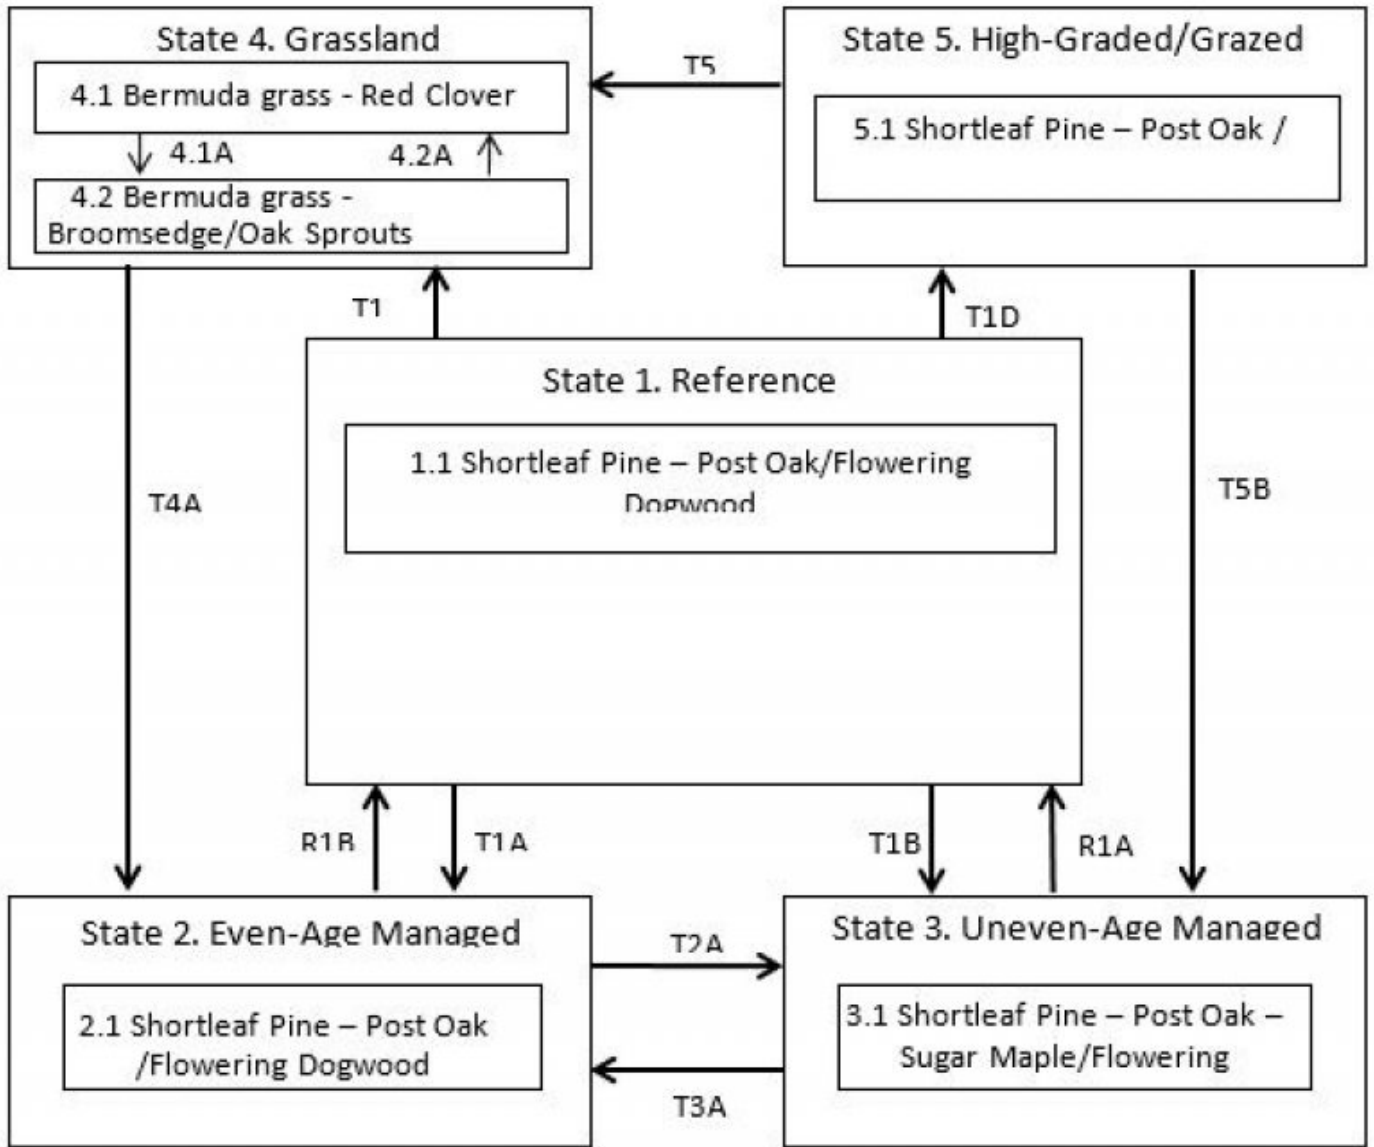 State 4. Grassland
4.1 Bermuda grass - Red Clover
4.1A
4.2A
4.2 Bermuda grass -
Broomsedge/Oak Sprouts
T5
State 5. High-Graded/Grazed
5.1 Shortleaf Pine – Post Oak /
T1
T1D
State 1. Reference
1.1 Shortleaf Pine – Post Oak/Flowering
Dogwood
T4A
T5B
R1B
T1A
T1B
R1A
State 2. Even-Age Managed
2.1 Shortleaf Pine – Post Oak
/Flowering Dogwood
T2A
T3A
State 3. Uneven-Age Managed
3.1 Shortleaf Pine – Post Oak –
Sugar Maple/Flowering